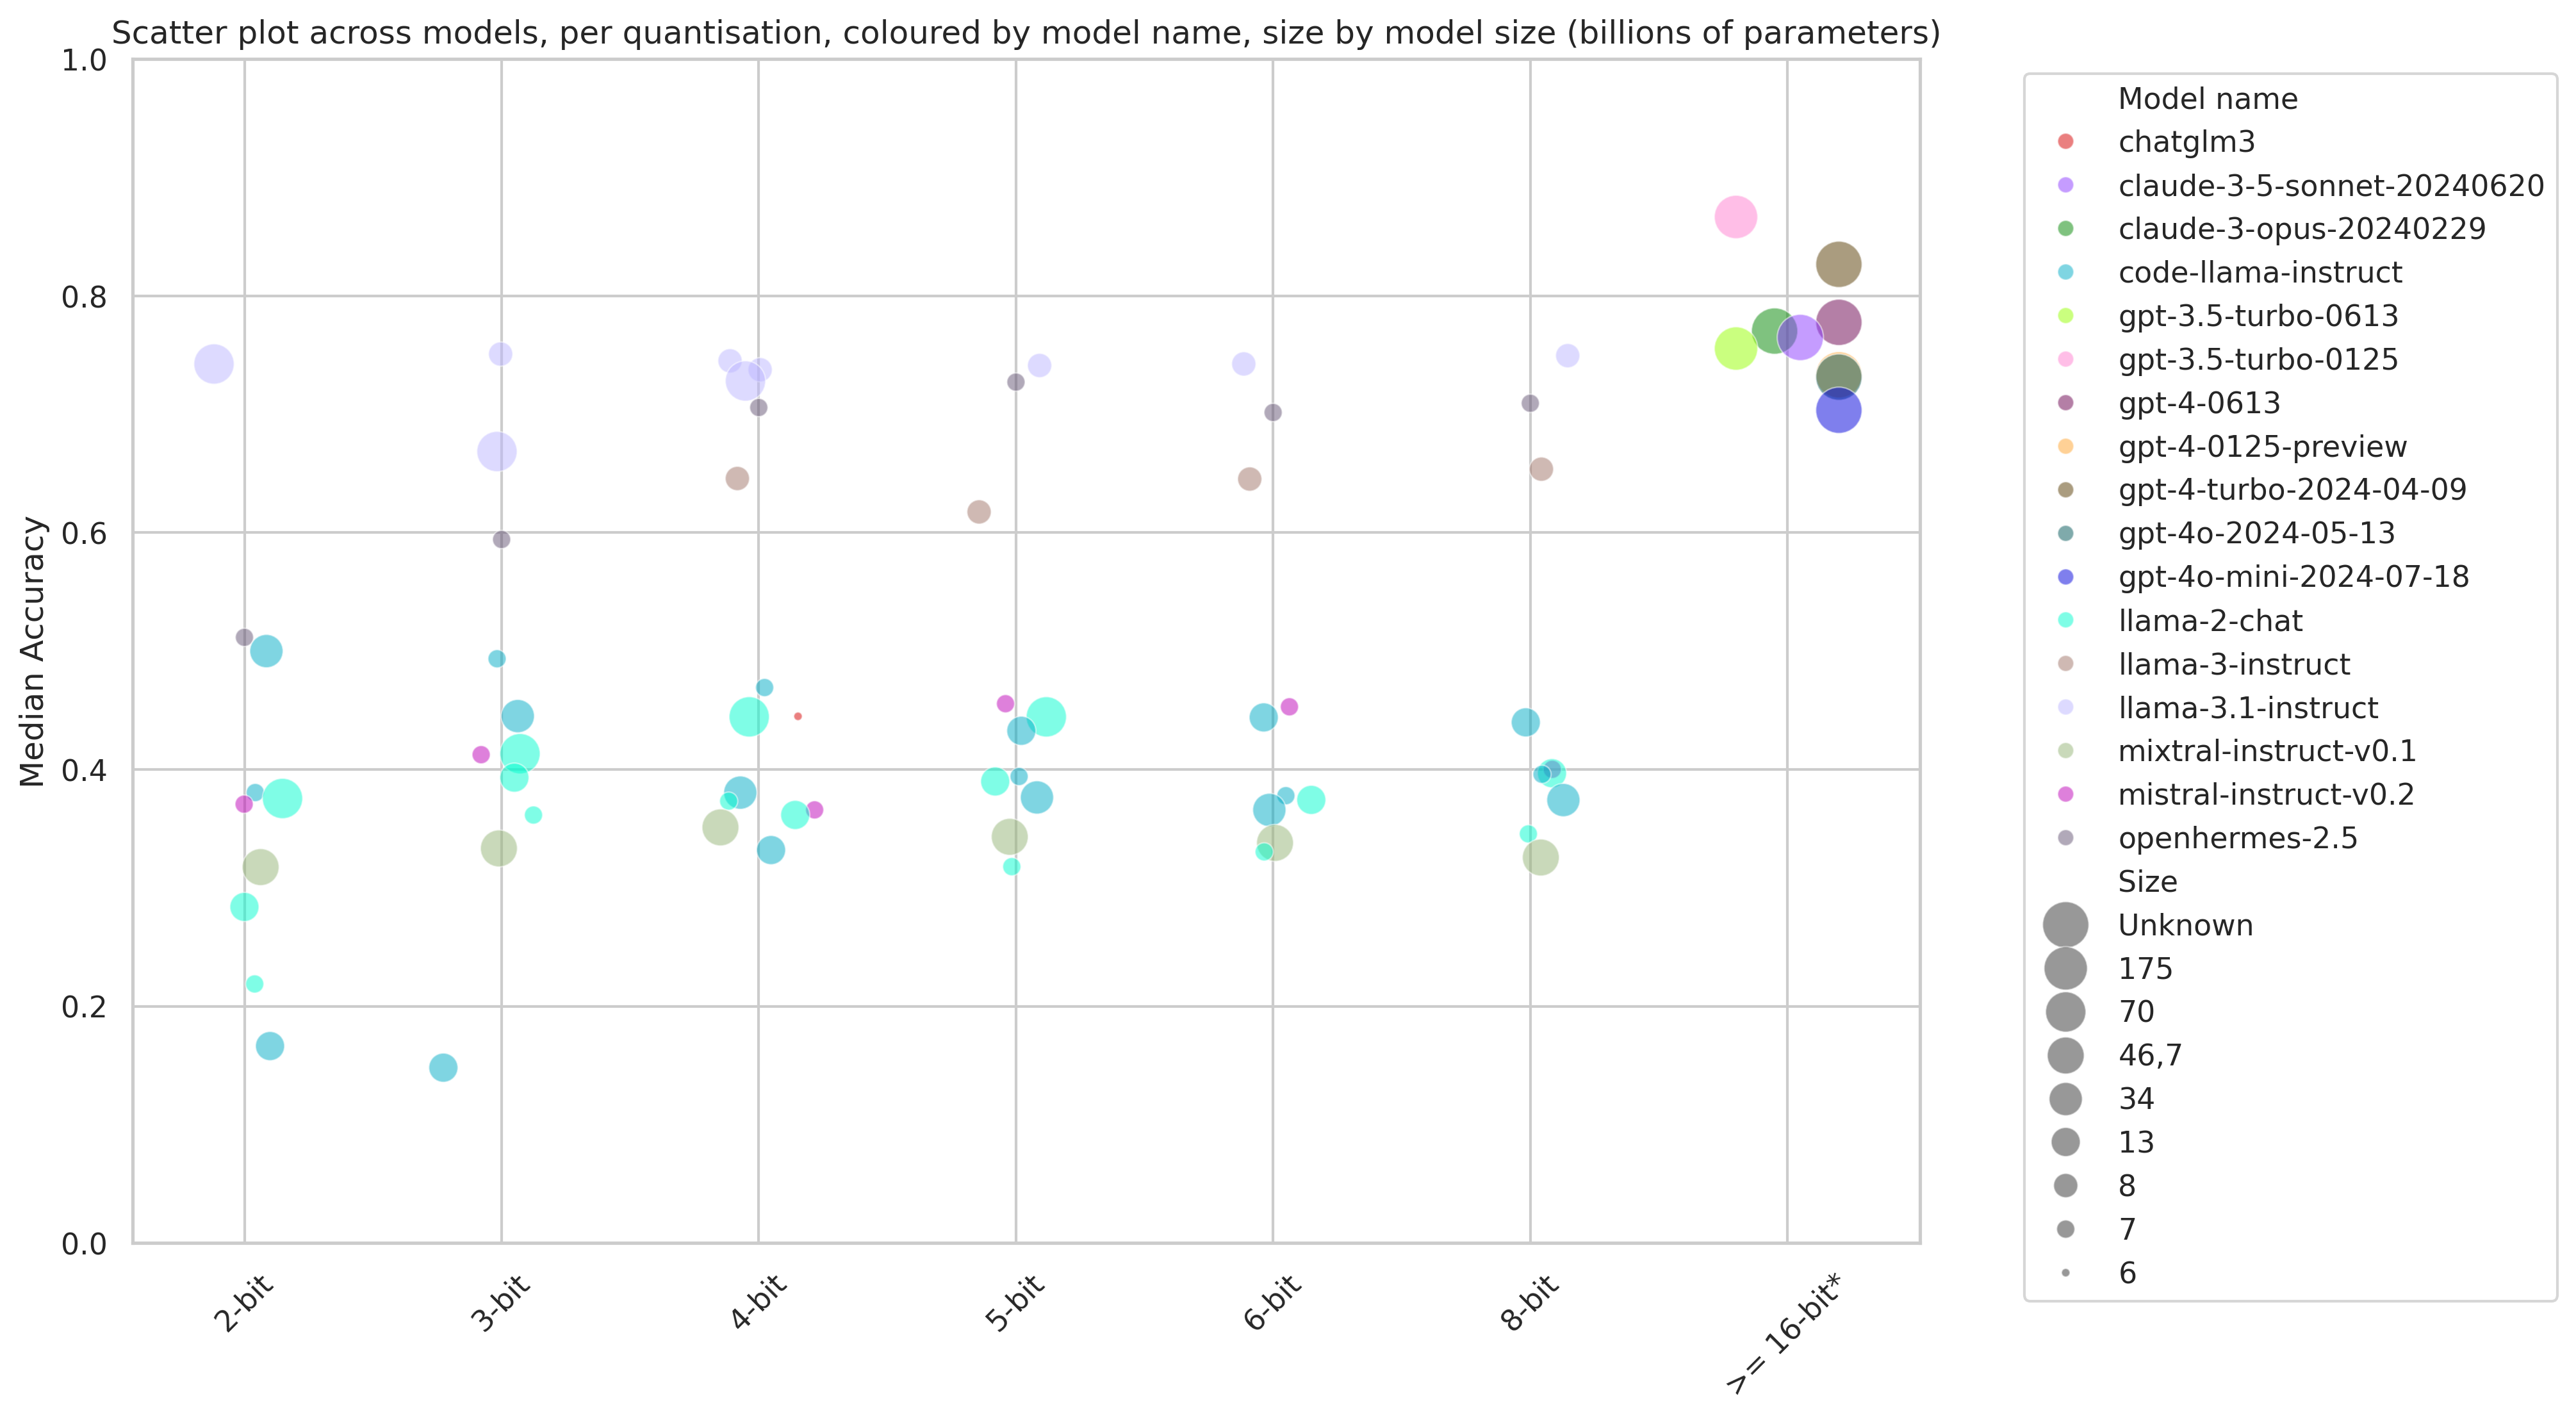 Scatter plot across models, per quantisation, coloured by model name, size by model size (billions of parameters)
Median Accuracy
1.0
0.8
0.6
0.4
0.2
0.0
2-bit
3-bit
4-bit
5-bit
6-bit
8-bit
>= 16-bit*
Model name
chatglm3
claude-3-5-sonnet-20240620
claude-3-opus-20240229
code-llama-instruct
gpt-3.5-turbo-0613
gpt-3.5-turbo-0125
gpt-4-0613
gpt-4-0125-preview
gpt-4-turbo-2024-04-09
gpt-4o-2024-05-13
gpt-4o-mini-2024-07-18
llama-2-chat
llama-3-instruct
llama-3.1-instruct
mixtral-instruct-v0.1
mistral-instruct-v0.2
openhermes-2.5
Size
Unknown
175
70
46,7
34
13
8
7
6